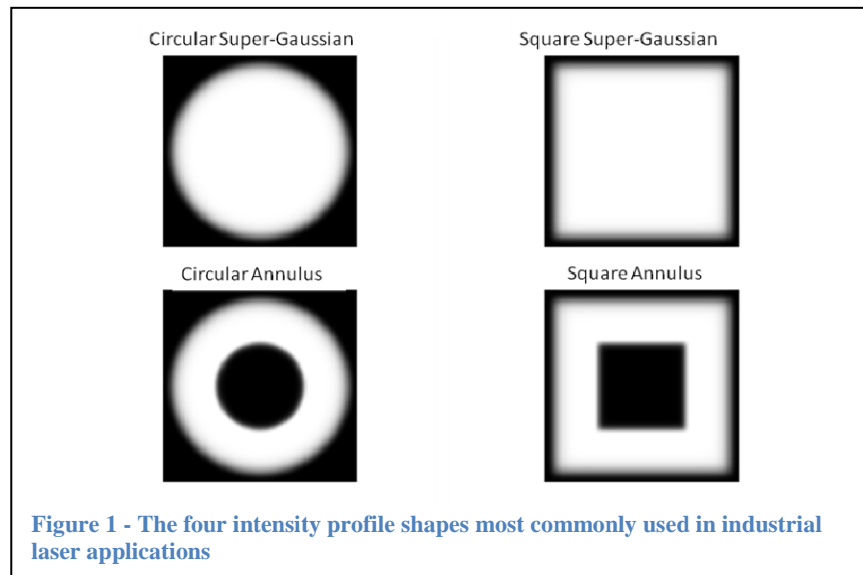 Circular Super-Gaussian
Square Super-Gaussian
Circular Annulus
Square Annulus
Figure 1 - The four intensity profile shapes most commonly used in industrial
laser applications